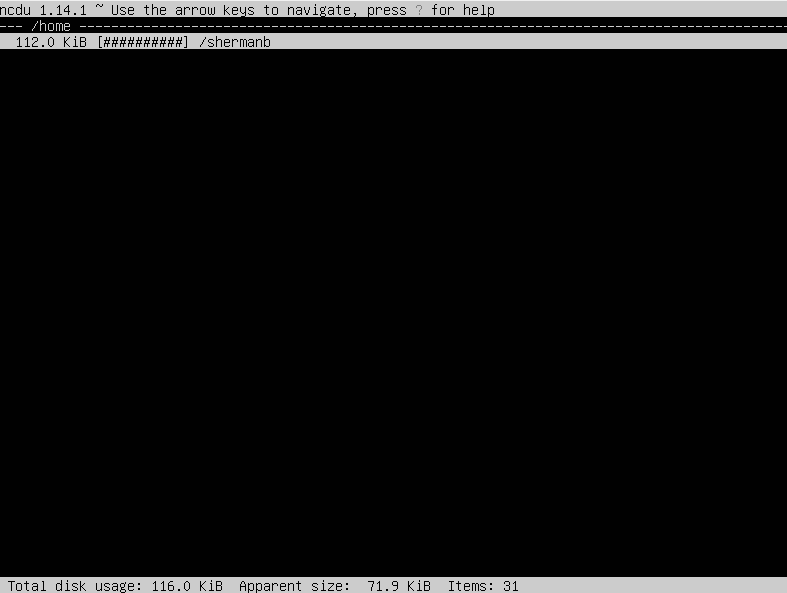 ncdu 1.14.1 ~ Use the arrow keys to navigate, press ? for help
--- /home ----------------------------------------------------------------------------------------
  112.0 KiB [##########] /shermanb
 Total disk usage: 116.0 KiB  Apparent size:  71.9 KiB  Items: 31